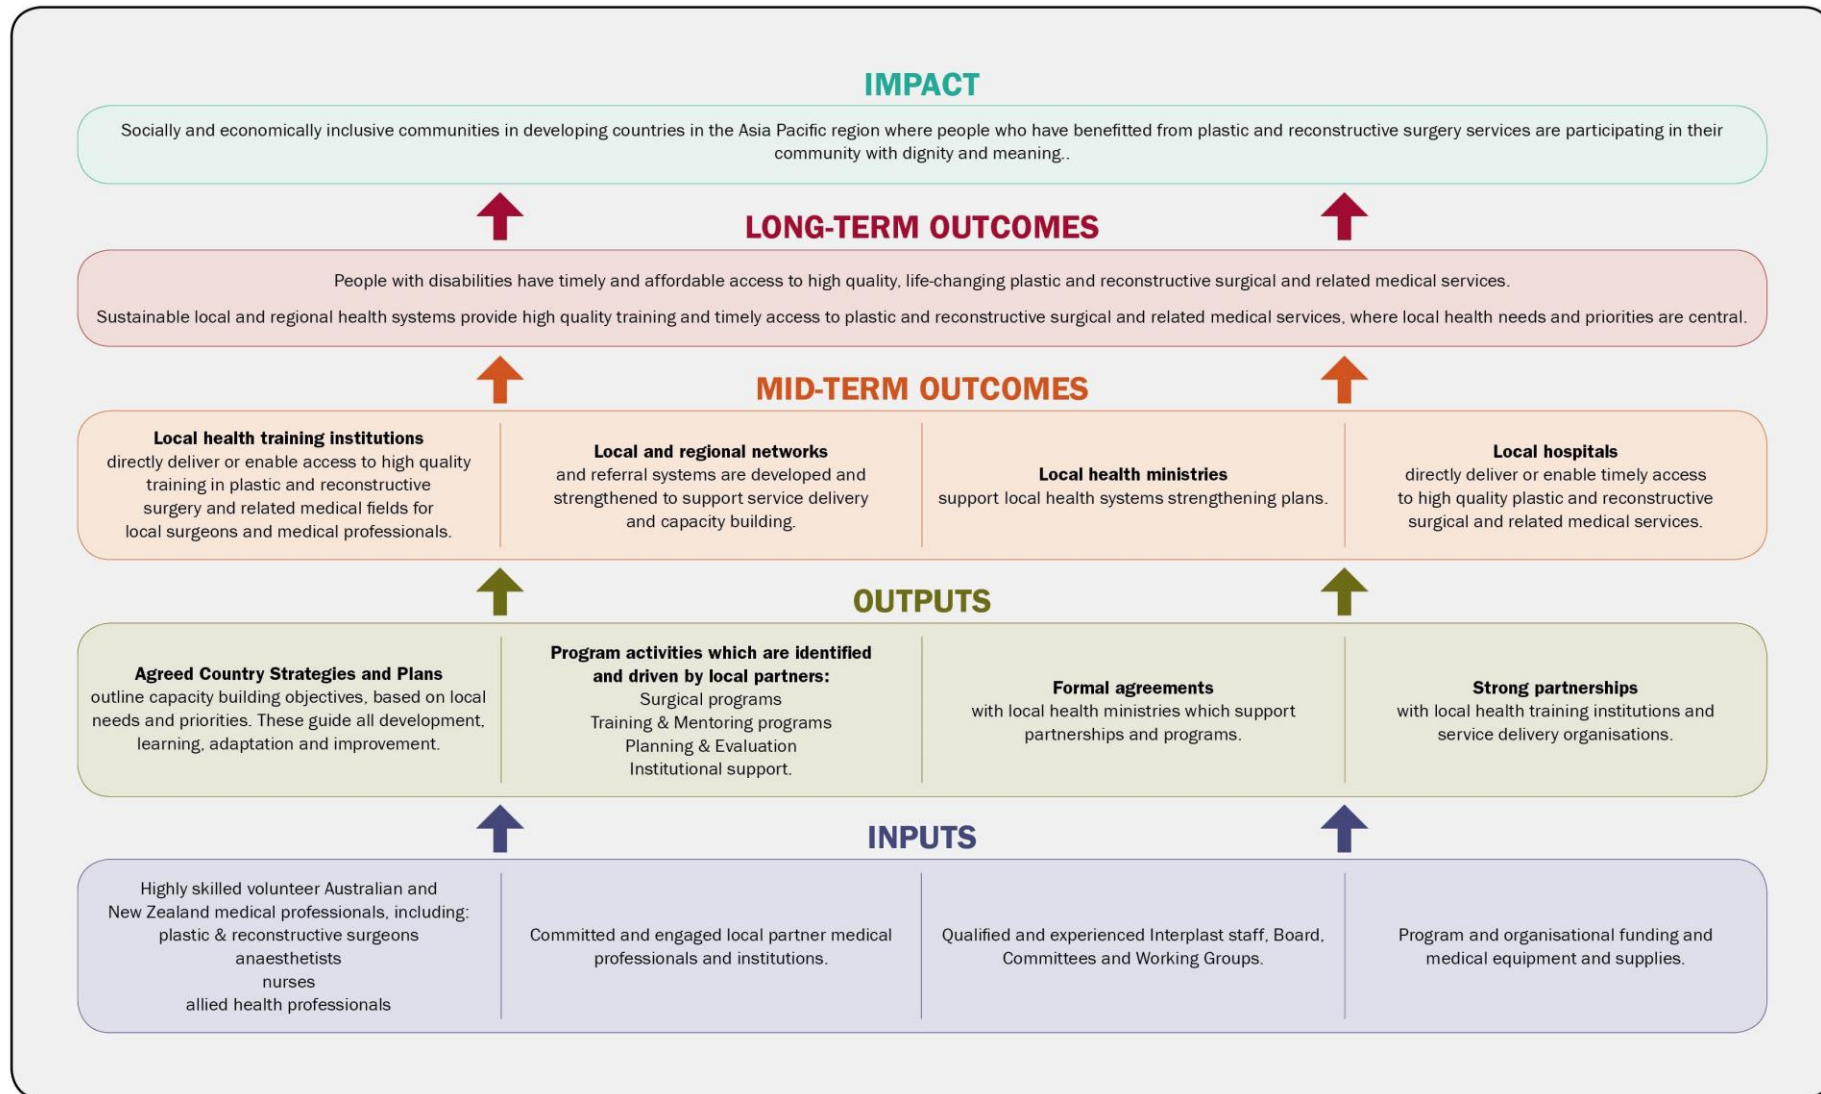 IMPACT
Socially and economically inclusive communities in developing countries in the Asia Pacific region where people who have benefitted from plastic and reconstructive surgery services are participating in their
community with dignity and meaning..
LONG-TERM OUTCOMES
People with disabilities have timely and affordable access to high quality, life-changing plastic and reconstructive surgical and related medical services.
Sustainable local and regional health systems provide high quality training and timely access to plastic and reconstructive surgical and related medical services, where local health needs and priorities are central.
MID-TERM OUTCOMES
Local health training institutions
directly deliver or enable access to high quality
training in plastic and reconstructive
surgery and related medical fields for
local surgeons and medical professionals.
Local and regional networks
and referral systems are developed and
strengthened to support service delivery
and capacity building.
Local health ministries
support local health systems strengthening plans.
Local hospitals
directly deliver or enable timely access
to high quality plastic and reconstructive
surgical and related medical services.
OUTPUTS
Agreed Country Strategies and Plans
outline capacity building objectives, based on local
needs and priorities. These guide all development,
learning, adaptation and improvement.
Program activities which are identified
and driven by local partners:
Surgical programs
Training & Mentoring programs
Planning & Evaluation
Institutional support.
Formal agreements
with local health ministries which support
partnerships and programs.
Strong partnerships
with local health training institutions and
service delivery organisations.
INPUTS
Highly skilled volunteer Australian and
New Zealand medical professionals, including:
plastic & reconstructive surgeons
anaesthetists
nurses
allied health professionals
Committed and engaged local partner medical
professionals and institutions.
Qualified and experienced Interplast staff, Board,
Committees and Working Groups.
Program and organisational funding and
medical equipment and supplies.